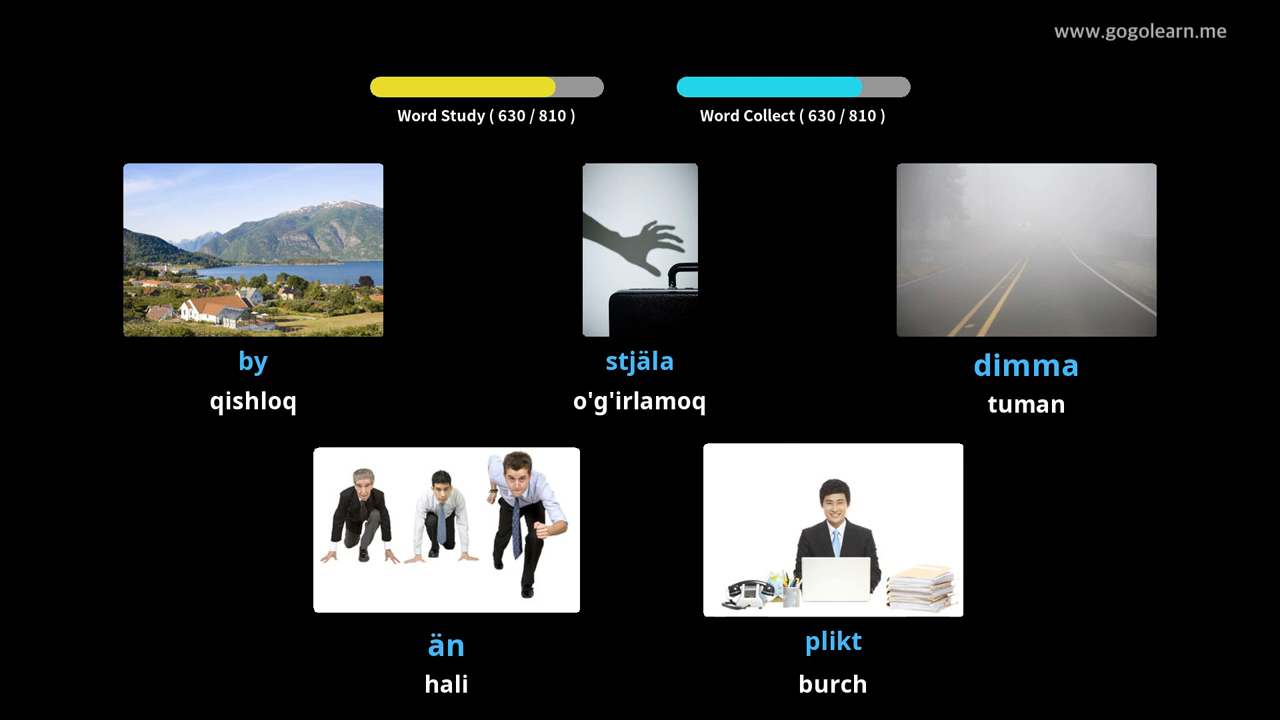 www.gogolearn.me
Word Study ( 630 / 810 )
Word Collect ( 630 / 810 )
by
qishloq
stjäla
o'g'irlamoq
dimma
tuman
än
hali
plikt
burch